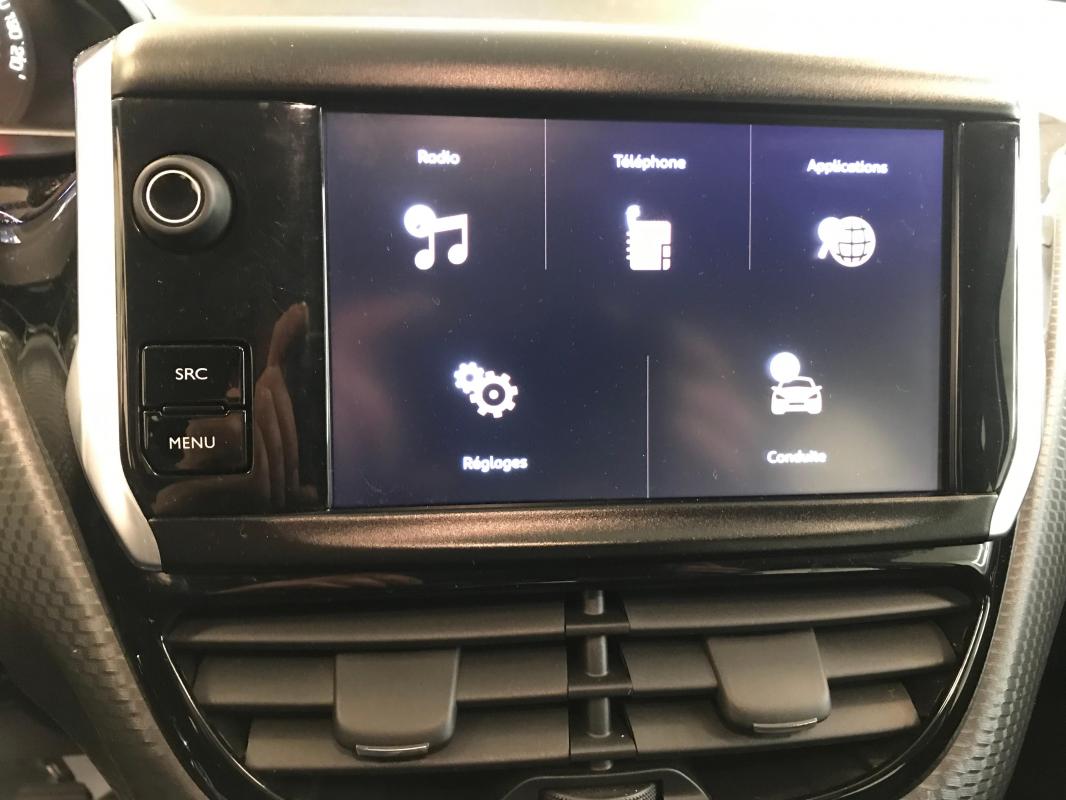 Radio
Téléphone
Applications
SRC
MENU
Réglages
Conduite